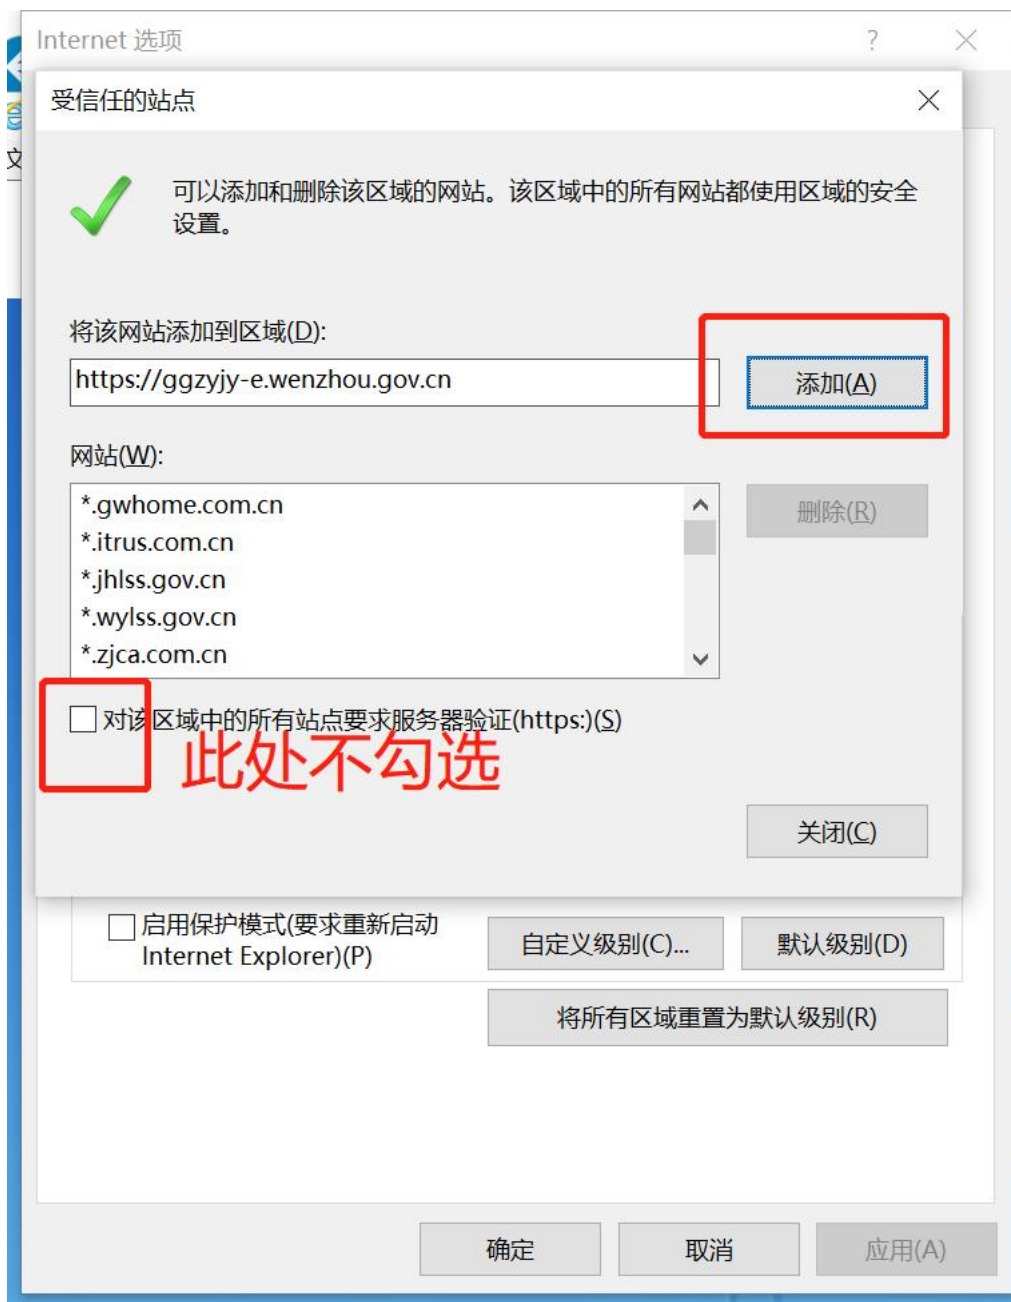 Internet 选项
受信任的站点
文
可以添加和删除该区域的网站。该区域中的所有网站都使用区域的安全
设置。
将该网站添加到区域(D):
https://ggzyjy-e.wenzhou.gov.cn
添加(A)
网站(W):
*.gwhome.com.cn
*.itrus.com.cn
*.jhlss.gov.cn
*.wylss.gov.cn
*.zjca.com.cn
删除(R)
对该区域中的所有站点要求服务器验证(https:)(S)
此处不勾选
关闭(C)
启用保护模式(要求重新启动
Internet Explorer)(P)
自定义级别(C)...
默认级别(D)
将所有区域重置为默认级别(R)
确定
取消
应用(A)